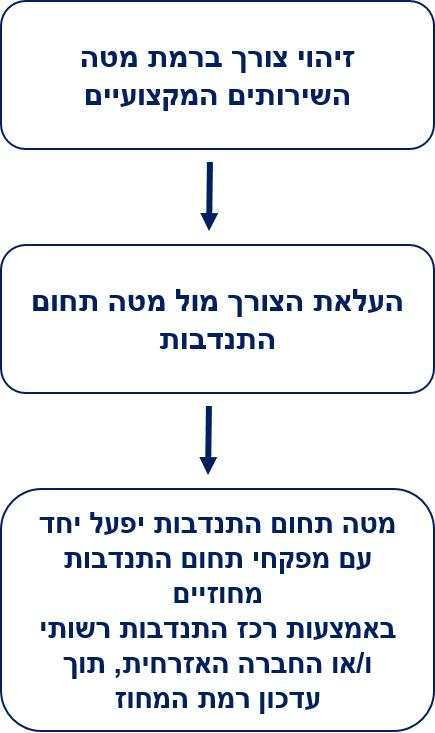 זיהוי צורך ברמת מטה
השירותים המקצועיים
העלאת הצורך מול מטה תחום
התנדבות
מטה תחום התנדבות יפעל יחד
עם מפקחי תחום התנדבות
מחוזיים
באמצעות רכז התנדבות רשותי
ו/או החברה האזרחית, תוך
עדכון רמת המחוז